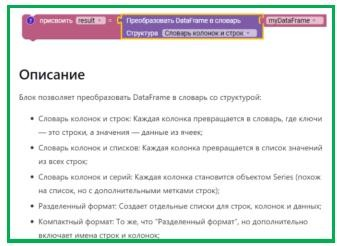 присвоить result = Преобразовать DataFrame в словарь myDataFrame
Структура Словарь колонок и строк
Описание
Блок позволяет преобразовать DataFrame в словарь со структурой:
• Словарь колонок и строк: Каждая колонка превращается в словарь, где ключи
— это строки, а значения — данные из ячеек;
• Словарь колонок и списков: Каждая колонка превращается в список значений
из всех строк;
• Словарь колонок и серий: Каждая колонка становится объектом Series (похож
на список, но с дополнительными метками строк);
• Разделенный формат: Создает отдельные списки для строк, колонок и данных;
• Компактный формат: То же, что "Разделенный формат", но дополнительно
включает имена строк и колонок;